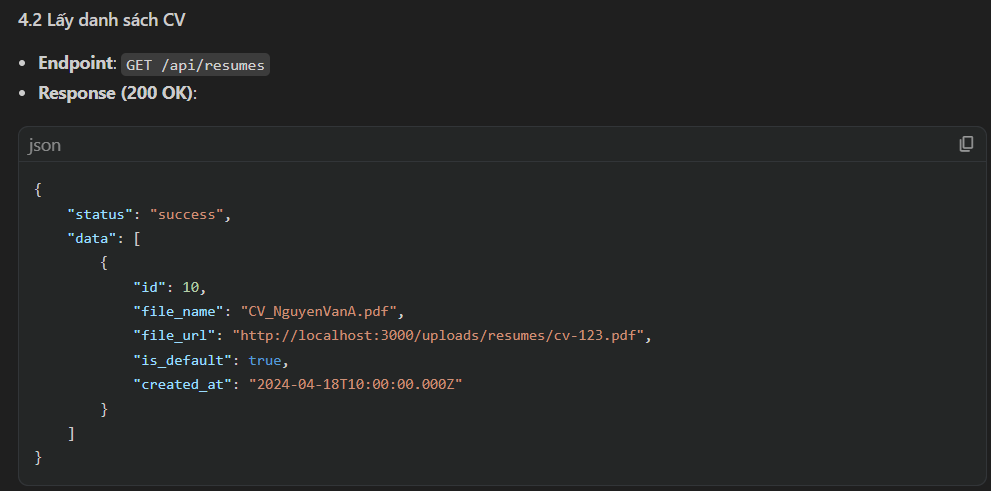 4.2 Lấy danh sách CV
• Endpoint: GET /api/resumes
• Response (200 OK):
json
{
    "status": "success",
    "data": [
        {
            "id": 10,
            "file_name": "CV_NguyenVanA.pdf",
            "file_url": "http://localhost:3000/uploads/resumes/cv-123.pdf",
            "is_default": true,
            "created_at": "2024-04-18T10:00:00.000Z"
        }
    ]
}